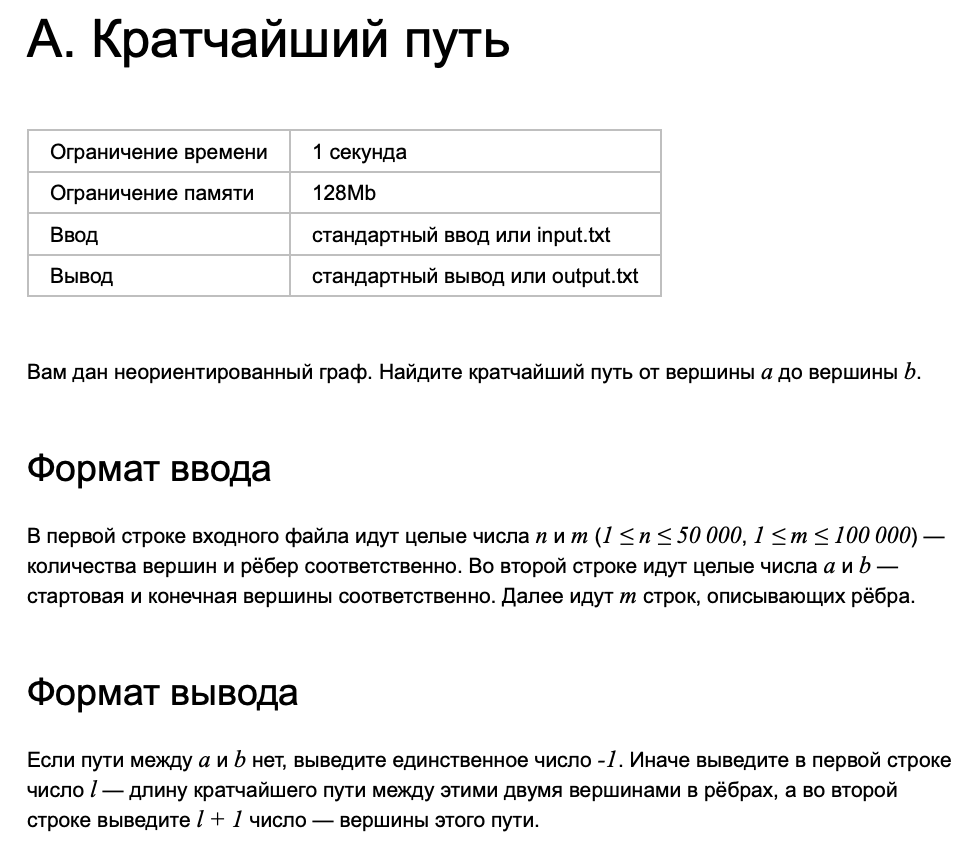 А. Кратчайший путь
Ограничение времени 1 секунда
Ограничение памяти 128Mb
Ввод стандартный ввод или input.txt
Вывод стандартный вывод или output.txt
Вам дан неориентированный граф. Найдите кратчайший путь от вершины a до вершины b.
Формат ввода
В первой строке входного файла идут целые числа n и m (1 ≤ n ≤ 50 000, 1 ≤ m ≤ 100 000) —
количества вершин и рёбер соответственно. Во второй строке идут целые числа a и b —
стартовая и конечная вершины соответственно. Далее идут m строк, описывающих рёбра.
Формат вывода
Если пути между a и b нет, выведите единственное число -1. Иначе выведите в первой строке
число l — длину кратчайшего пути между этими двумя вершинами в рёбрах, а во второй
строке выведите l + 1 число — вершины этого пути.